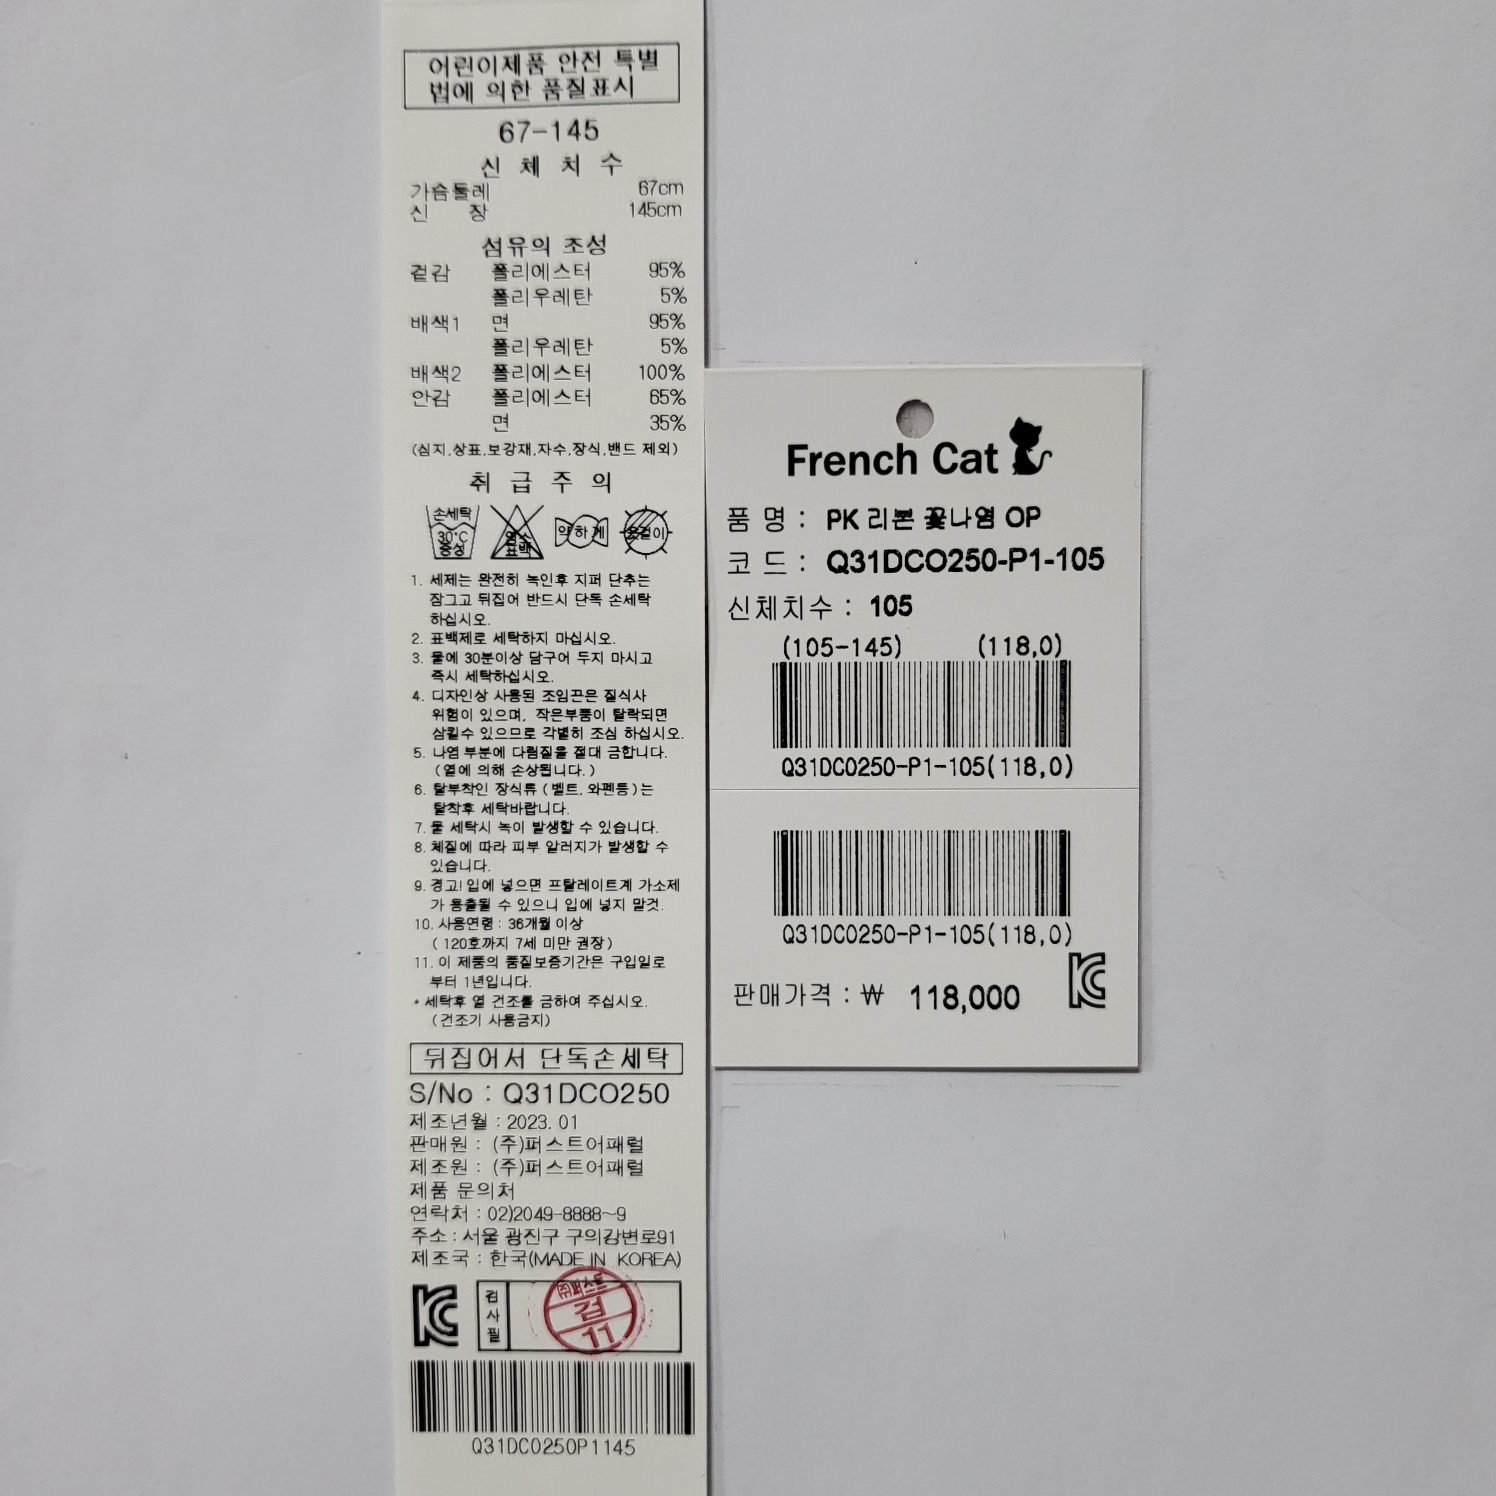 어린이제품 안전 특별
법에 의한 품질표시
67-145
신 체 치 수
가슴둘레 67cm
신 장 145cm
섬유의 조성
겉감 폴리에스터 95%
폴리우레탄 5%
배색1 면 95%
폴리우레탄 5%
배색2 폴리에스터 100%
안감 폴리에스터 65%
면 35%
(심지,상표,보강재,자수,장식,밴드 제외)
취 급 주 의
손세탁
30°C
중성
염소
표백
약하게
옷걸이
1. 세제는 완전히 녹인후 지퍼 단추는
잠그고 뒤집어 반드시 단독 손세탁
하십시오.
2. 표백제로 세탁하지 마십시오.
3. 물에 30분이상 담구어 두지 마시고
즉시 세탁하십시오.
4. 디자인상 사용된 조임끈은 질식사
위험이 있으며, 작은부품이 탈락되면
삼킬수 있으므로 각별히 조심 하십시오.
5. 나염 부분에 다림질을 절대 금합니다.
(열에 의해 손상됩니다.)
6. 탈부착인 장식류 (벨트, 와펜등)는
탈착후 세탁바랍니다.
7. 물 세탁시 녹이 발생할 수 있습니다.
8. 체질에 따라 피부 알러지가 발생할 수
있습니다.
9. 경고! 입에 넣으면 프탈레이트계 가소제
가 용출될 수 있으니 입에 넣지 말것.
10. 사용연령 : 36개월 이상
(120호까지 7세 미만 권장)
11. 이 제품의 품질보증기간은 구입일로
부터 1년입니다.
* 세탁후 열 건조를 금하여 주십시오.
(건조기 사용금지)
뒤집어서 단독손세탁
S/No : Q31DCO250
제조년월 : 2023. 01
판매원 : (주)퍼스트어패럴
제조원 : (주)퍼스트어패럴
제품 문의처
연락처 : 02)2049-8888~9
주소 : 서울 광진구 구의강변로91
제조국 : 한국(MADE IN KOREA)
KC
검사필
(주)퍼스트
검
11
Q31DCO250P1145
French Cat
품 명 : PK 리본 꽃나염 OP
코 드 : Q31DCO250-P1-105
신체치수 : 105
(105-145) (118,0)
Q31DCO250-P1-105(118,0)
Q31DCO250-P1-105(118,0)
판매가격 : ₩ 118,000
KC